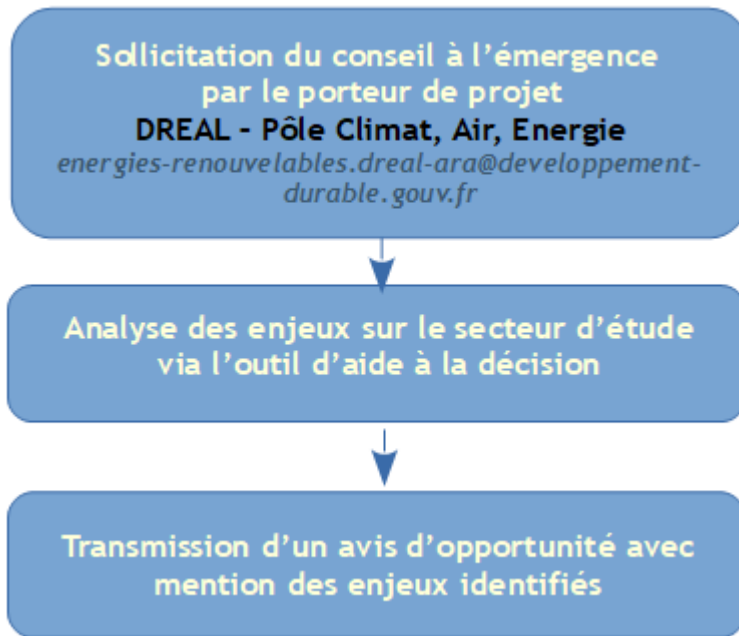 Sollicitation du conseil à l'émergence
par le porteur de projet
DREAL – Pôle Climat, Air, Energie
energies-renouvelables.dreal-ara@developpement-
durable.gouv.fr
Analyse des enjeux sur le secteur d'étude
via l'outil d'aide à la décision
Transmission d'un avis d'opportunité avec
mention des enjeux identifiés